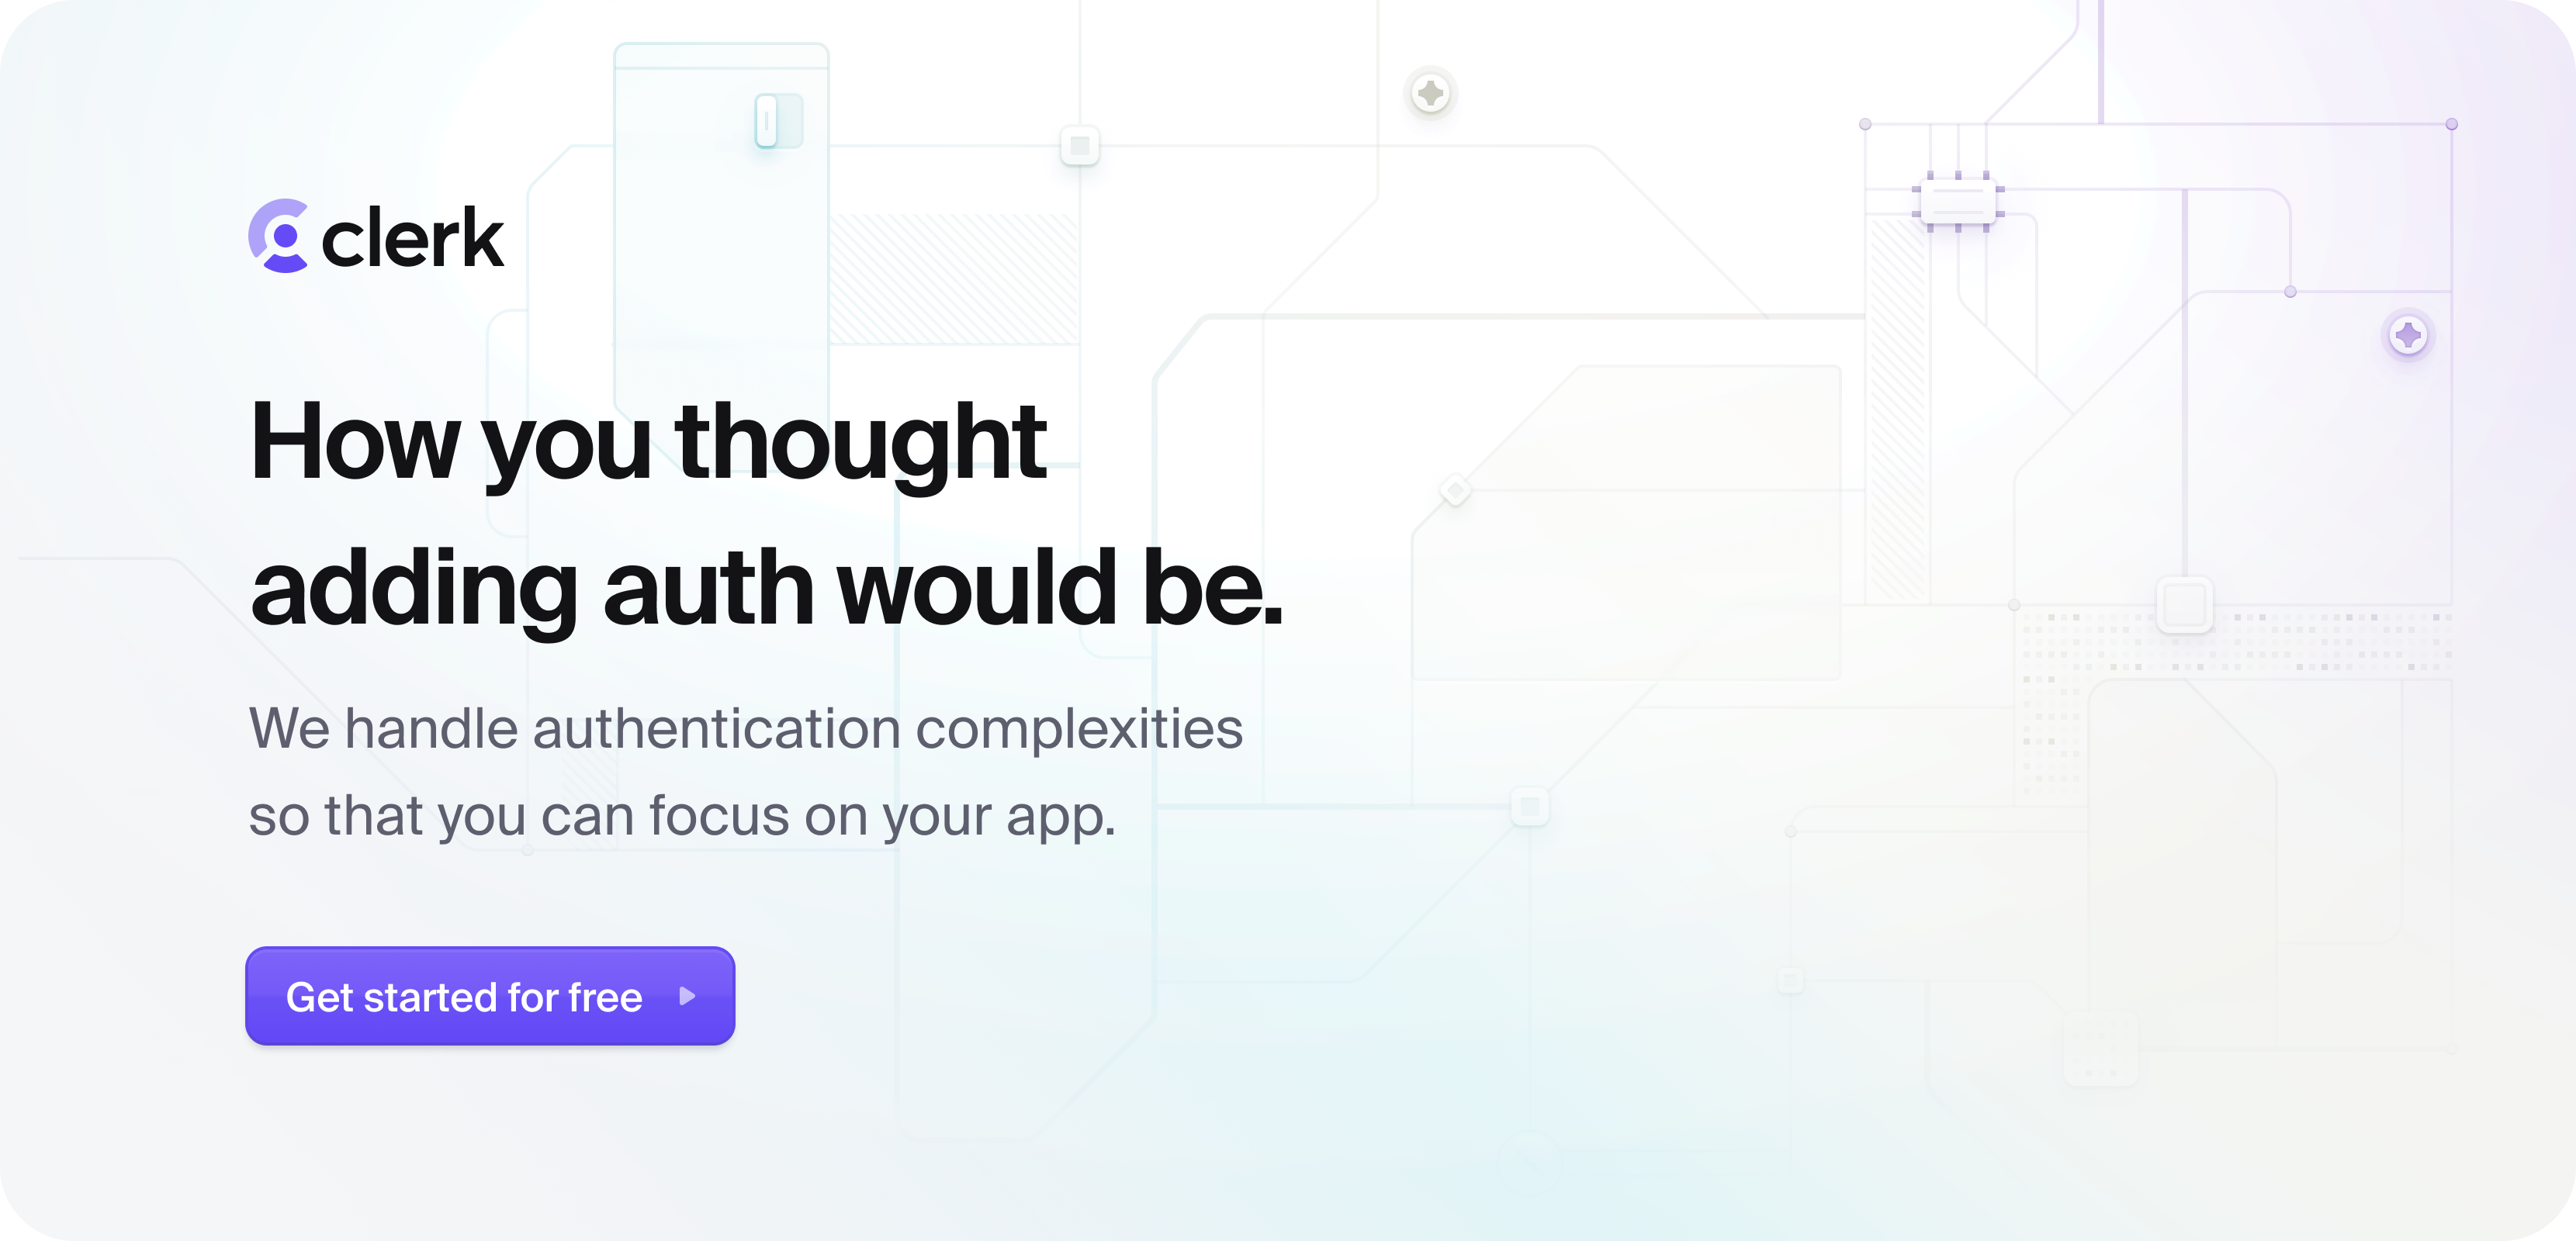 clerk
How you thought
adding auth would be.
We handle authentication complexities
so that you can focus on your app.
Get started for free